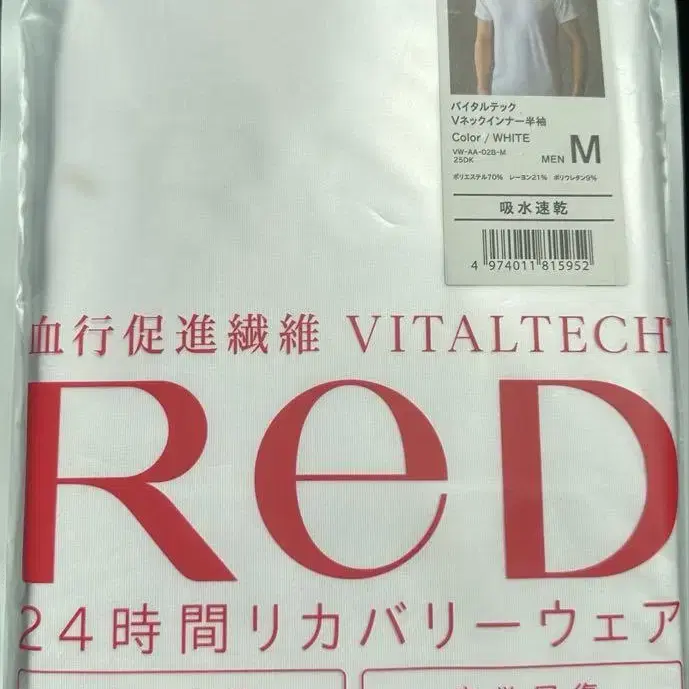 バイタルテック
Vネックインナー半袖
Color / WHITE
VW-AA-02B-M
25DK
MEN M
ポリエステル70% レーヨン21% ポリウレタン9%
吸水速乾
4 974011 815952
血行促進繊維 VITALTECH
ReD
24時間リカバリーウェア